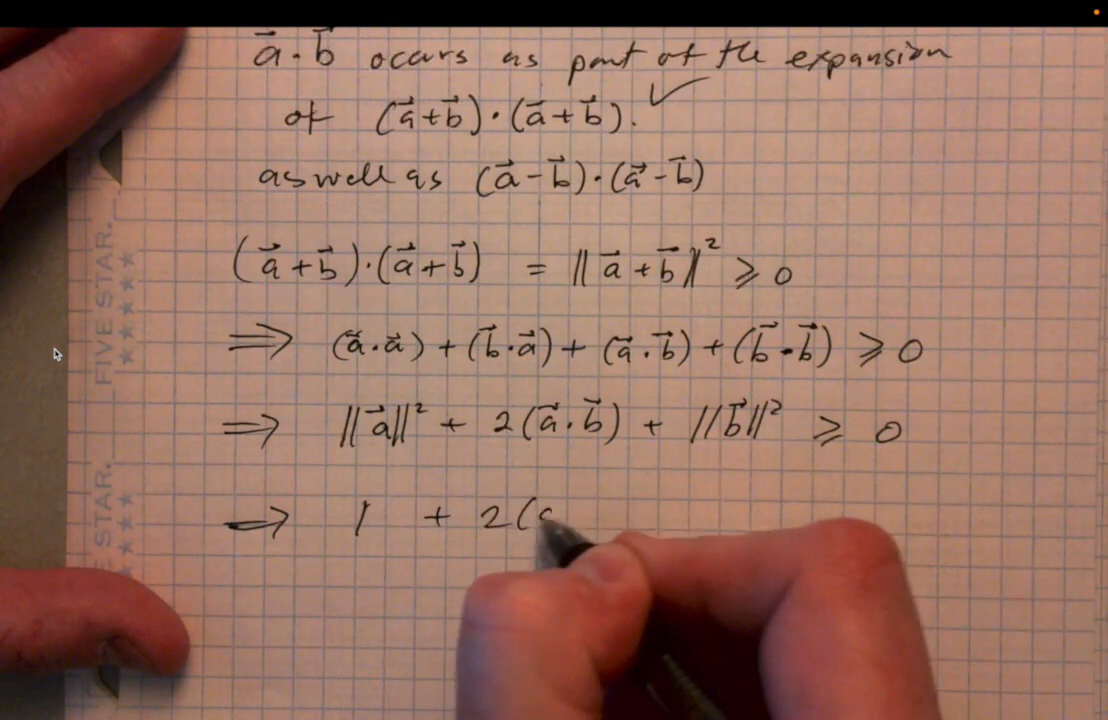 a⃗ · b⃗ occurs as part of the expansion
of (a⃗+b⃗)·(a⃗+b⃗). ✓
as well as (a⃗-b⃗)·(a⃗-b⃗)
(a⃗+b⃗)·(a⃗+b⃗) = ||a⃗+b⃗||² ⩾ 0
⟹ (a⃗·a⃗)+(b⃗·a⃗)+(a⃗·b⃗)+(b⃗·b⃗) ⩾ 0
⟹ ||a⃗||² + 2(a⃗·b⃗) + ||b⃗||² ⩾ 0
⟹ 1 + 2(a
FIVE STAR.
★★★★★
E STAR.
★★★★